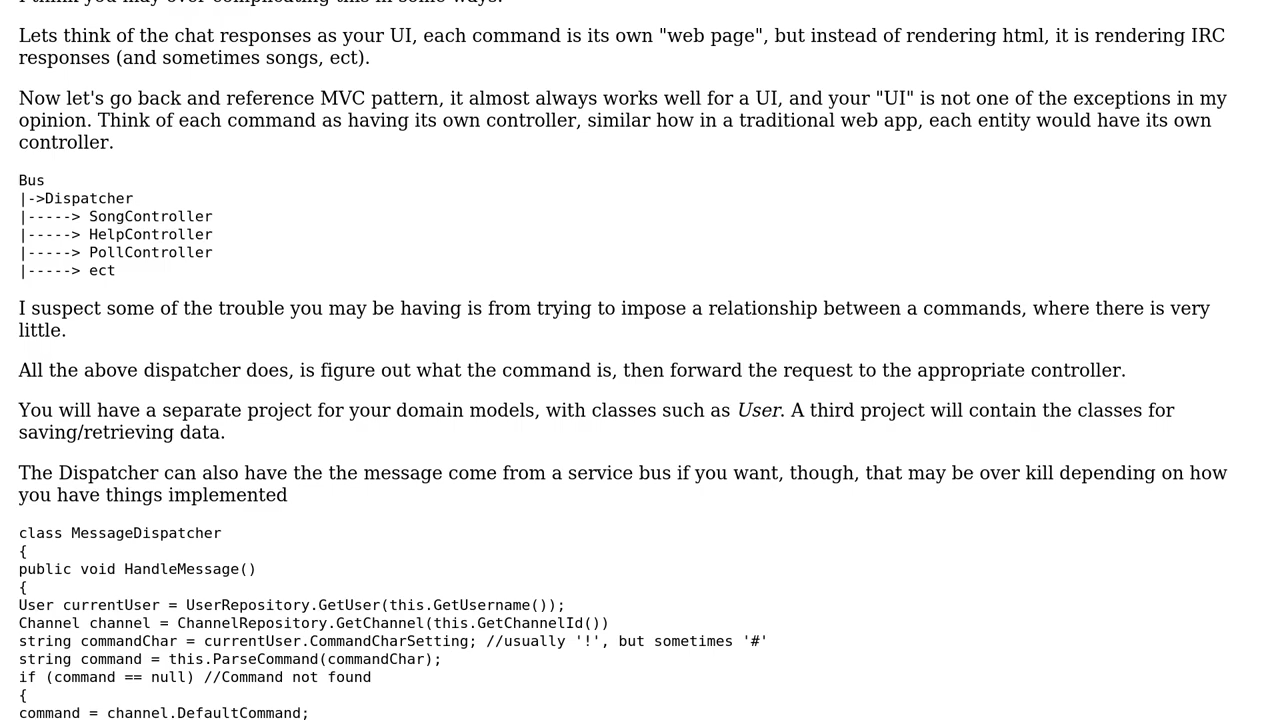 I think you may over complicating this in some ways.
Lets think of the chat responses as your UI, each command is its own "web page", but instead of rendering html, it is rendering IRC
responses (and sometimes songs, ect).
Now let's go back and reference MVC pattern, it almost always works well for a UI, and your "UI" is not one of the exceptions in my
opinion. Think of each command as having its own controller, similar how in a traditional web app, each entity would have its own
controller.
Bus
|->Dispatcher
|-----> SongController
|-----> HelpController
|-----> PollController
|-----> ect
I suspect some of the trouble you may be having is from trying to impose a relationship between a commands, where there is very
little.
All the above dispatcher does, is figure out what the command is, then forward the request to the appropriate controller.
You will have a separate project for your domain models, with classes such as User. A third project will contain the classes for
saving/retrieving data.
The Dispatcher can also have the the message come from a service bus if you want, though, that may be over kill depending on how
you have things implemented
class MessageDispatcher
{
public void HandleMessage()
{
User currentUser = UserRepository.GetUser(this.GetUsername());
Channel channel = ChannelRepository.GetChannel(this.GetChannelId())
string commandChar = currentUser.CommandCharSetting; //usually '!', but sometimes '#'
string command = this.ParseCommand(commandChar);
if (command == null) //Command not found
{
command = channel.DefaultCommand;